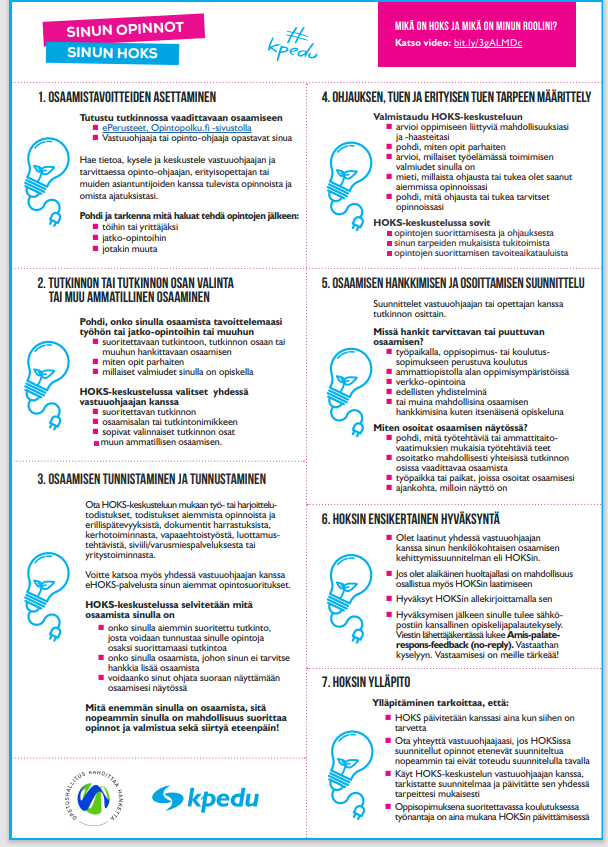 SINUN OPINNOT
SINUN HOKS
# kpedu
MIKÄ ON HOKS JA MIKÄ ON MINUN ROOLINI?
Katso video: bit.ly/3gALMDc
1. OSAAMISTAVOITTEIDEN ASETTAMINEN
Tutustu tutkinnossa vaadittavaan osaamiseen
ePerusteet, Opintopolku.fi -sivustolla
Vastuuohjaaja tai opinto-ohjaaja opastavat sinua
Hae tietoa, kysele ja keskustele vastuuohjaajan ja
tarvittaessa opinto-ohjaajan, erityisopettajan tai
muiden asiantuntijoiden kanssa tulevista opinnoista ja
omista ajatuksistasi.
Pohdi ja tarkenna mitä haluat tehdä opintojen jälkeen:
töihin tai yrittäjäksi
jatko-opintoihin
jotakin muuta
2. TUTKINNON TAI TUTKINNON OSAN VALINTA
TAI MUU AMMATILLINEN OSAAMINEN
Pohdi, onko sinulla osaamista tavoittelemaasi
työhön tai jatko-opintoihin tai muuhun
suoritettavaan tutkintoon, tutkinnon osaan tai
muuhun hankittavaan osaamisen
miten opit parhaiten
millaiset valmiudet sinulla on opiskella
HOKS-keskustelussa valitset yhdessä
vastuuohjaajan kanssa
suoritettavan tutkinnon
osaamisalan tai tutkintonimikkeen
sopivat valinnaiset tutkinnon osat
muun ammatillisen osaamisen.
3. OSAAMISEN TUNNISTAMINEN JA TUNNUSTAMINEN
Ota HOKS-keskusteluun mukaan työ- tai harjoittelu-
todistukset, todistukset aiemmista opinnoista ja
erillispätevyyksistä, dokumentit harrastuksista,
kerhotoiminnasta, vapaaehtoistyöstä, luottamus-
tehtävistä, siviili/varusmiespalveluksesta tai
yritystoiminnasta.
Voitte katsoa myös yhdessä vastuuohjaajan kanssa
eHOKS-palvelusta sinun aiemmat opintosuoritukset.
HOKS-keskustelussa selvitetään mitä
osaamista sinulla on
onko sinulla aiemmin suoritettu tutkinto,
josta voidaan tunnustaa sinulle opintoja
osaksi suorittamaasi tutkintoa
onko sinulla osaamista, johon sinun ei tarvitse
hankkia lisää osaamista
voidaanko sinut ohjata suoraan näyttämään
osaamisesi näytössä
Mitä enemmän sinulla on osaamista, sitä
nopeammin sinulla on mahdollisuus suorittaa
opinnot ja valmistua sekä siirtyä eteenpäin!
OPETUSHALLITUS RAHOITTAA HANKETTA
kpedu
4. OHJAUKSEN, TUEN JA ERITYISEN TUEN TARPEEN MÄÄRITTELY
Valmistaudu HOKS-keskusteluun
arvioi oppimiseen liittyviä mahdollisuuksiasi
ja -haasteitasi
pohdi, miten opit parhaiten
arvioi, millaiset työelämässä toimimisen
valmiudet sinulla on
mieti, millaista ohjausta tai tukea olet saanut
aiemmissa opinnoissasi
pohdi, mitä ohjausta tai tukea tarvitset
opinnoissasi
HOKS-keskustelussa sovit
opintojen suorittamisesta ja ohjauksesta
sinun tarpeiden mukaisista tukitoimista
opintojen suorittamisen tavoiteaikataulusta
5. OSAAMISEN HANKKIMISEN JA OSOITTAMISEN SUUNNITTELU
Suunnittelet vastuuohjaajan tai opettajan kanssa
tutkinnon osittain.
Missä hankit tarvittavan tai puuttuvan
osaamisen?
työpaikalla, oppisopimus- tai koulutus-
sopimukseen perustuva koulutus
ammattiopistolla alan oppimisympäristöissä
verkko-opintoina
edellisten yhdistelminä
tai muina mahdollisina osaamisen
hankkimisina kuten itsenäisenä opiskeluna
Miten osoitat osaamisen näytössä?
pohdi, mitä työtehtäviä tai ammattitaito-
vaatimuksien mukaisia työtehtäviä teet
osoitatko mahdollisesti yhteisissä tutkinnon
osissa vaadittavaa osaamista
työpaikka tai paikat, joissa osoitat osaamisesi
ajankohta, milloin näyttö on
6. HOKSIN ENSIKERTAINEN HYVÄKSYNTÄ
Olet laatinut yhdessä vastuuohjaajan
kanssa sinun henkilökohtaisen osaamisen
kehittymissuunnitelman eli HOKSin.
Jos olet alaikäinen huoltajallasi on mahdollisuus
osallistua myös HOKSin laatimiseen
Hyväksyt HOKSin allekirjoittamalla sen
Hyväksymisen jälkeen sinulle tulee sähkö-
postiin kansallinen opiskelijapalautekysely.
Viestin lähettäjäkentässä lukee Amis-palate-
respons-feedback (no-reply). Vastaathan
kyselyyn. Vastaamisesi on meille tärkeää!
7. HOKSIN YLLÄPITO
Ylläpitäminen tarkoittaa, että:
HOKS päivitetään kanssasi aina kun siihen on
tarvetta
Ota yhteyttä vastuuohjaajaasi, jos HOKSissa
suunnitellut opinnot etenevät suunniteltua
nopeammin tai eivät toteudu suunnitellulla tavalla
Käyt HOKS-keskustelun vastuuohjaajan kanssa,
tarkistatte suunnitelmaa ja päivitätte sen yhdessä
tarpeittesi mukaisesti
Oppisopimuksena suoritettavassa koulutuksessa
työnantaja on aina mukana HOKSin päivittämisessä